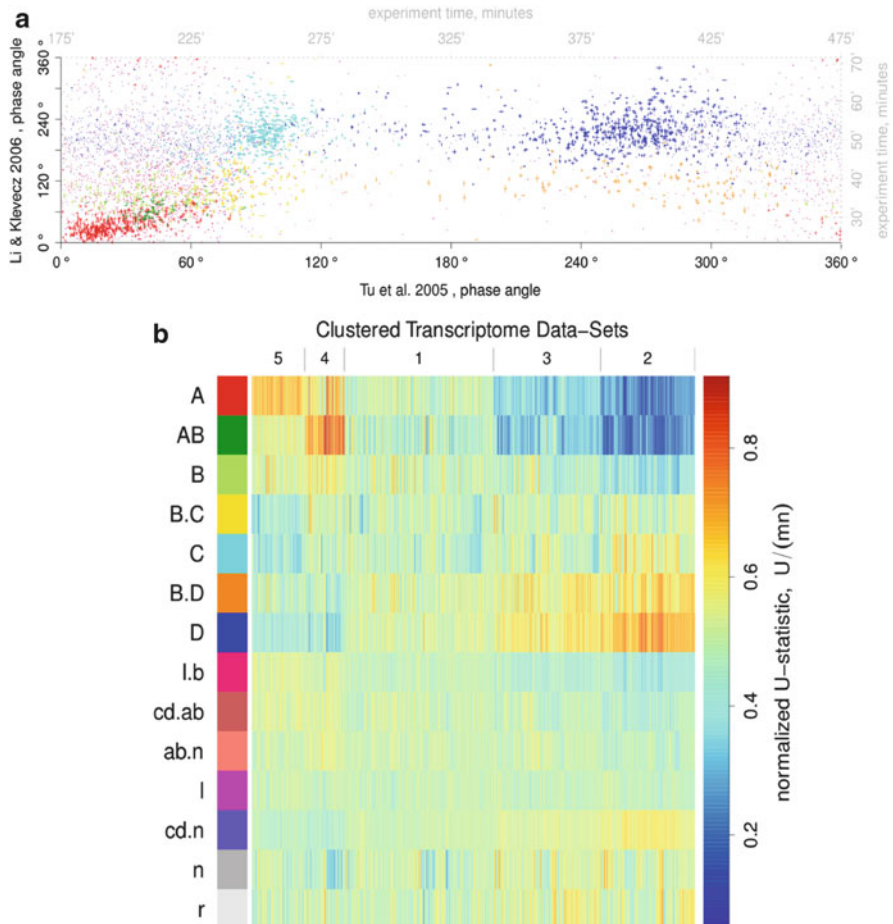 a
experiment time, minutes
175' 225' 275' 325' 375' 425' 475'
Li & Klevecz 2006 , phase angle
0 ° 120 ° 240 ° 360 °
30' 40' 50' 60' 70'
experiment time, minutes
0 ° 60 ° 120 ° 180 ° 240 ° 300 ° 360 °
Tu et al. 2005 , phase angle
b
Clustered Transcriptome Data-Sets
5 4 1 3 2
A
AB
B
B.C
C
B.D
D
l.b
cd.ab
ab.n
l
cd.n
n
r
0.2 0.4 0.6 0.8
normalized U-statistic, U/(mn)